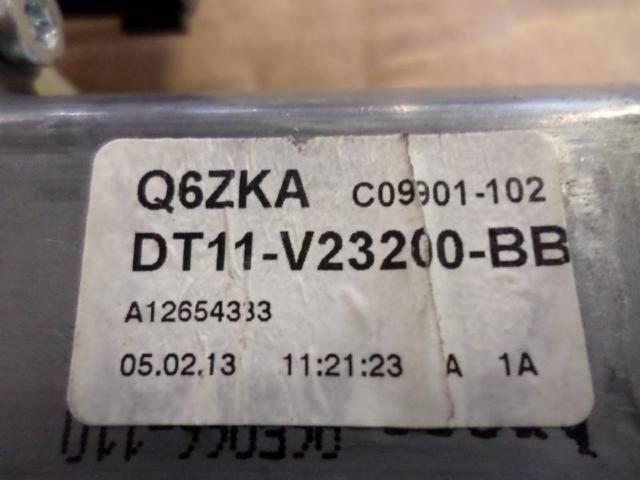 Q6ZKA C09901-102
DT11-V23200-BB
A12654333
05.02.13 11:21:23 A 1A